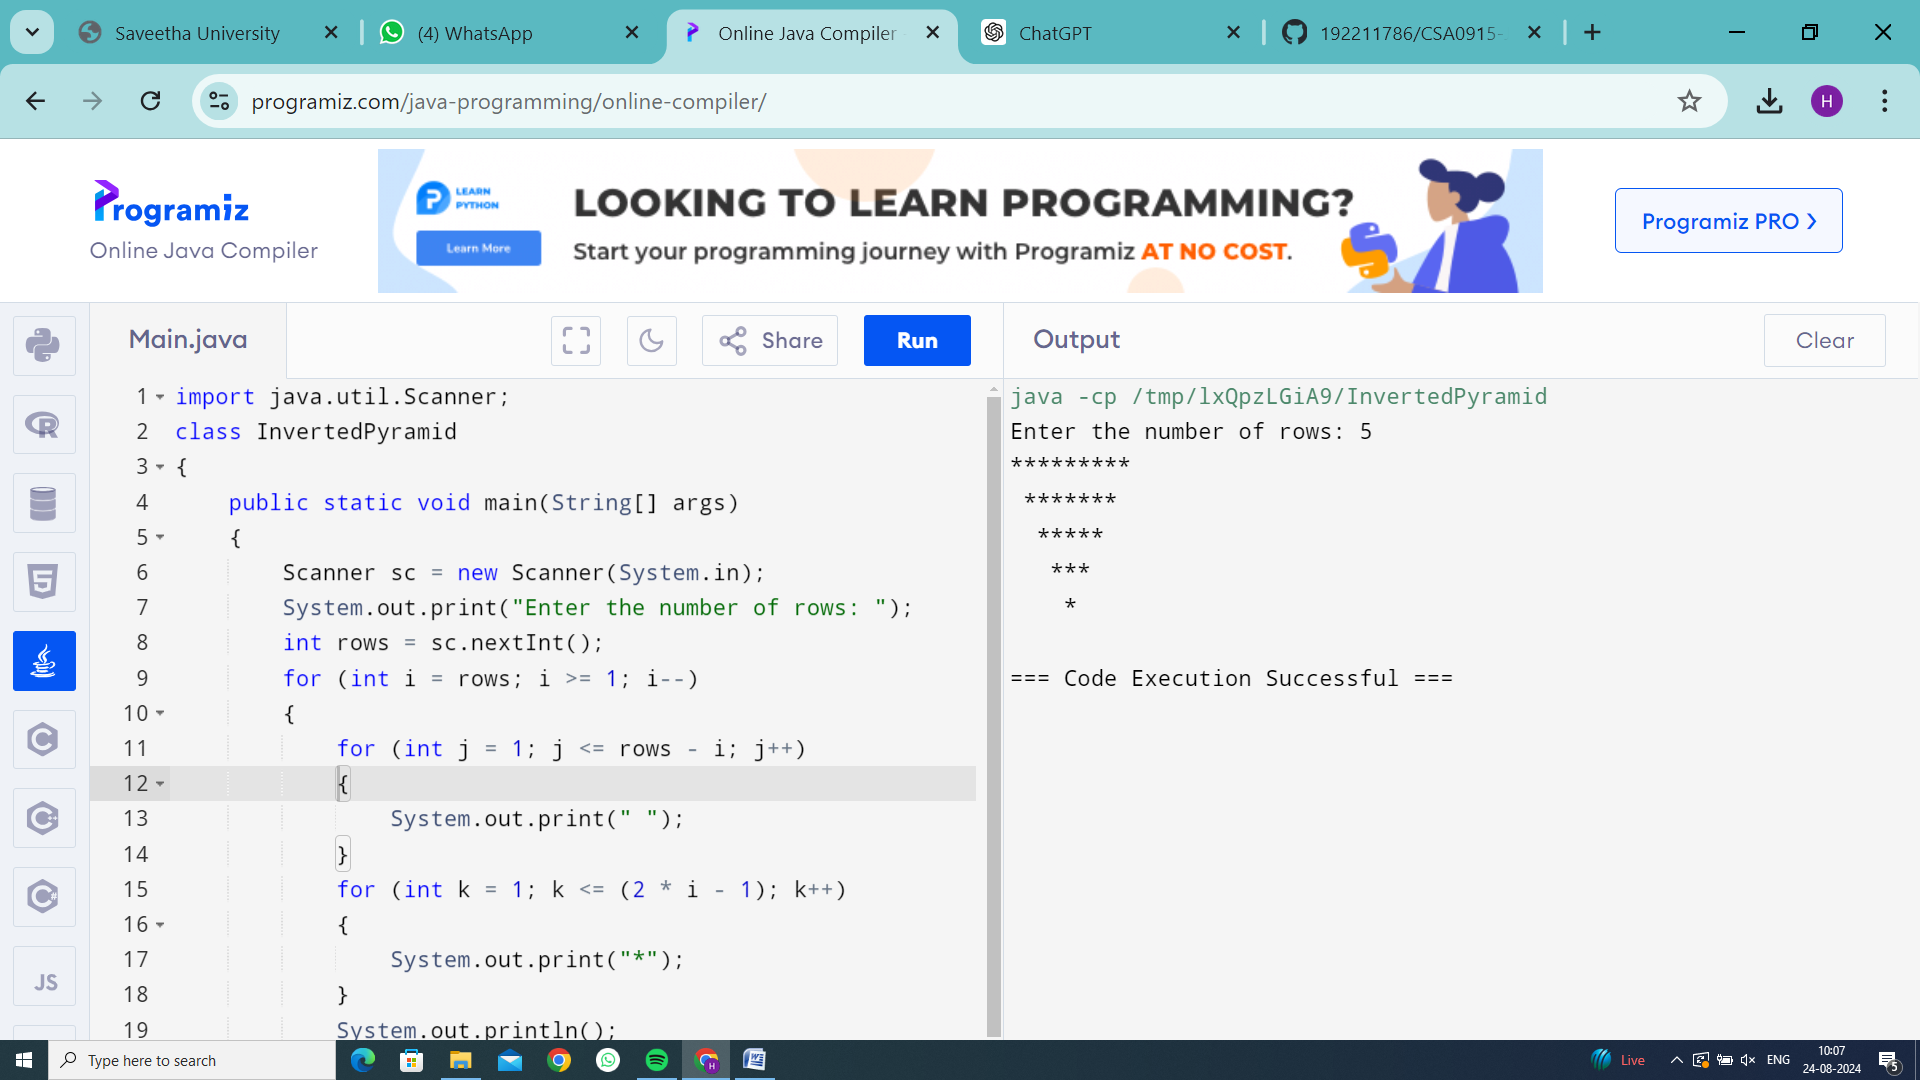 Saveetha University
(4) WhatsApp
Online Java Compiler
ChatGPT
192211786/CSA0915-
programiz.com/java-programming/online-compiler/
H
Programiz
Online Java Compiler
LEARN
PYTHON
Learn More
LOOKING TO LEARN PROGRAMMING?
Start your programming journey with Programiz AT NO COST.
Programiz PRO
Main.java
Share
Run
Output
Clear
1 import java.util.Scanner;
2 class InvertedPyramid
3 {
4 public static void main(String[] args)
5 {
6 Scanner sc = new Scanner(System.in);
7 System.out.print("Enter the number of rows: ");
8 int rows = sc.nextInt();
9 for (int i = rows; i >= 1; i--)
10 {
11 for (int j = 1; j <= rows - i; j++)
12 {
13 System.out.print(" ");
14 }
15 for (int k = 1; k <= (2 * i - 1); k++)
16 {
17 System.out.print("*");
18 }
19 System.out.println();
java -cp /tmp/lxQpzLGiA9/InvertedPyramid
Enter the number of rows: 5
*********
 *******
  *****
   ***
    *
=== Code Execution Successful ===
R
5
C
C++
C#
JS
Type here to search
Live
ENG
10:07
24-08-2024
5